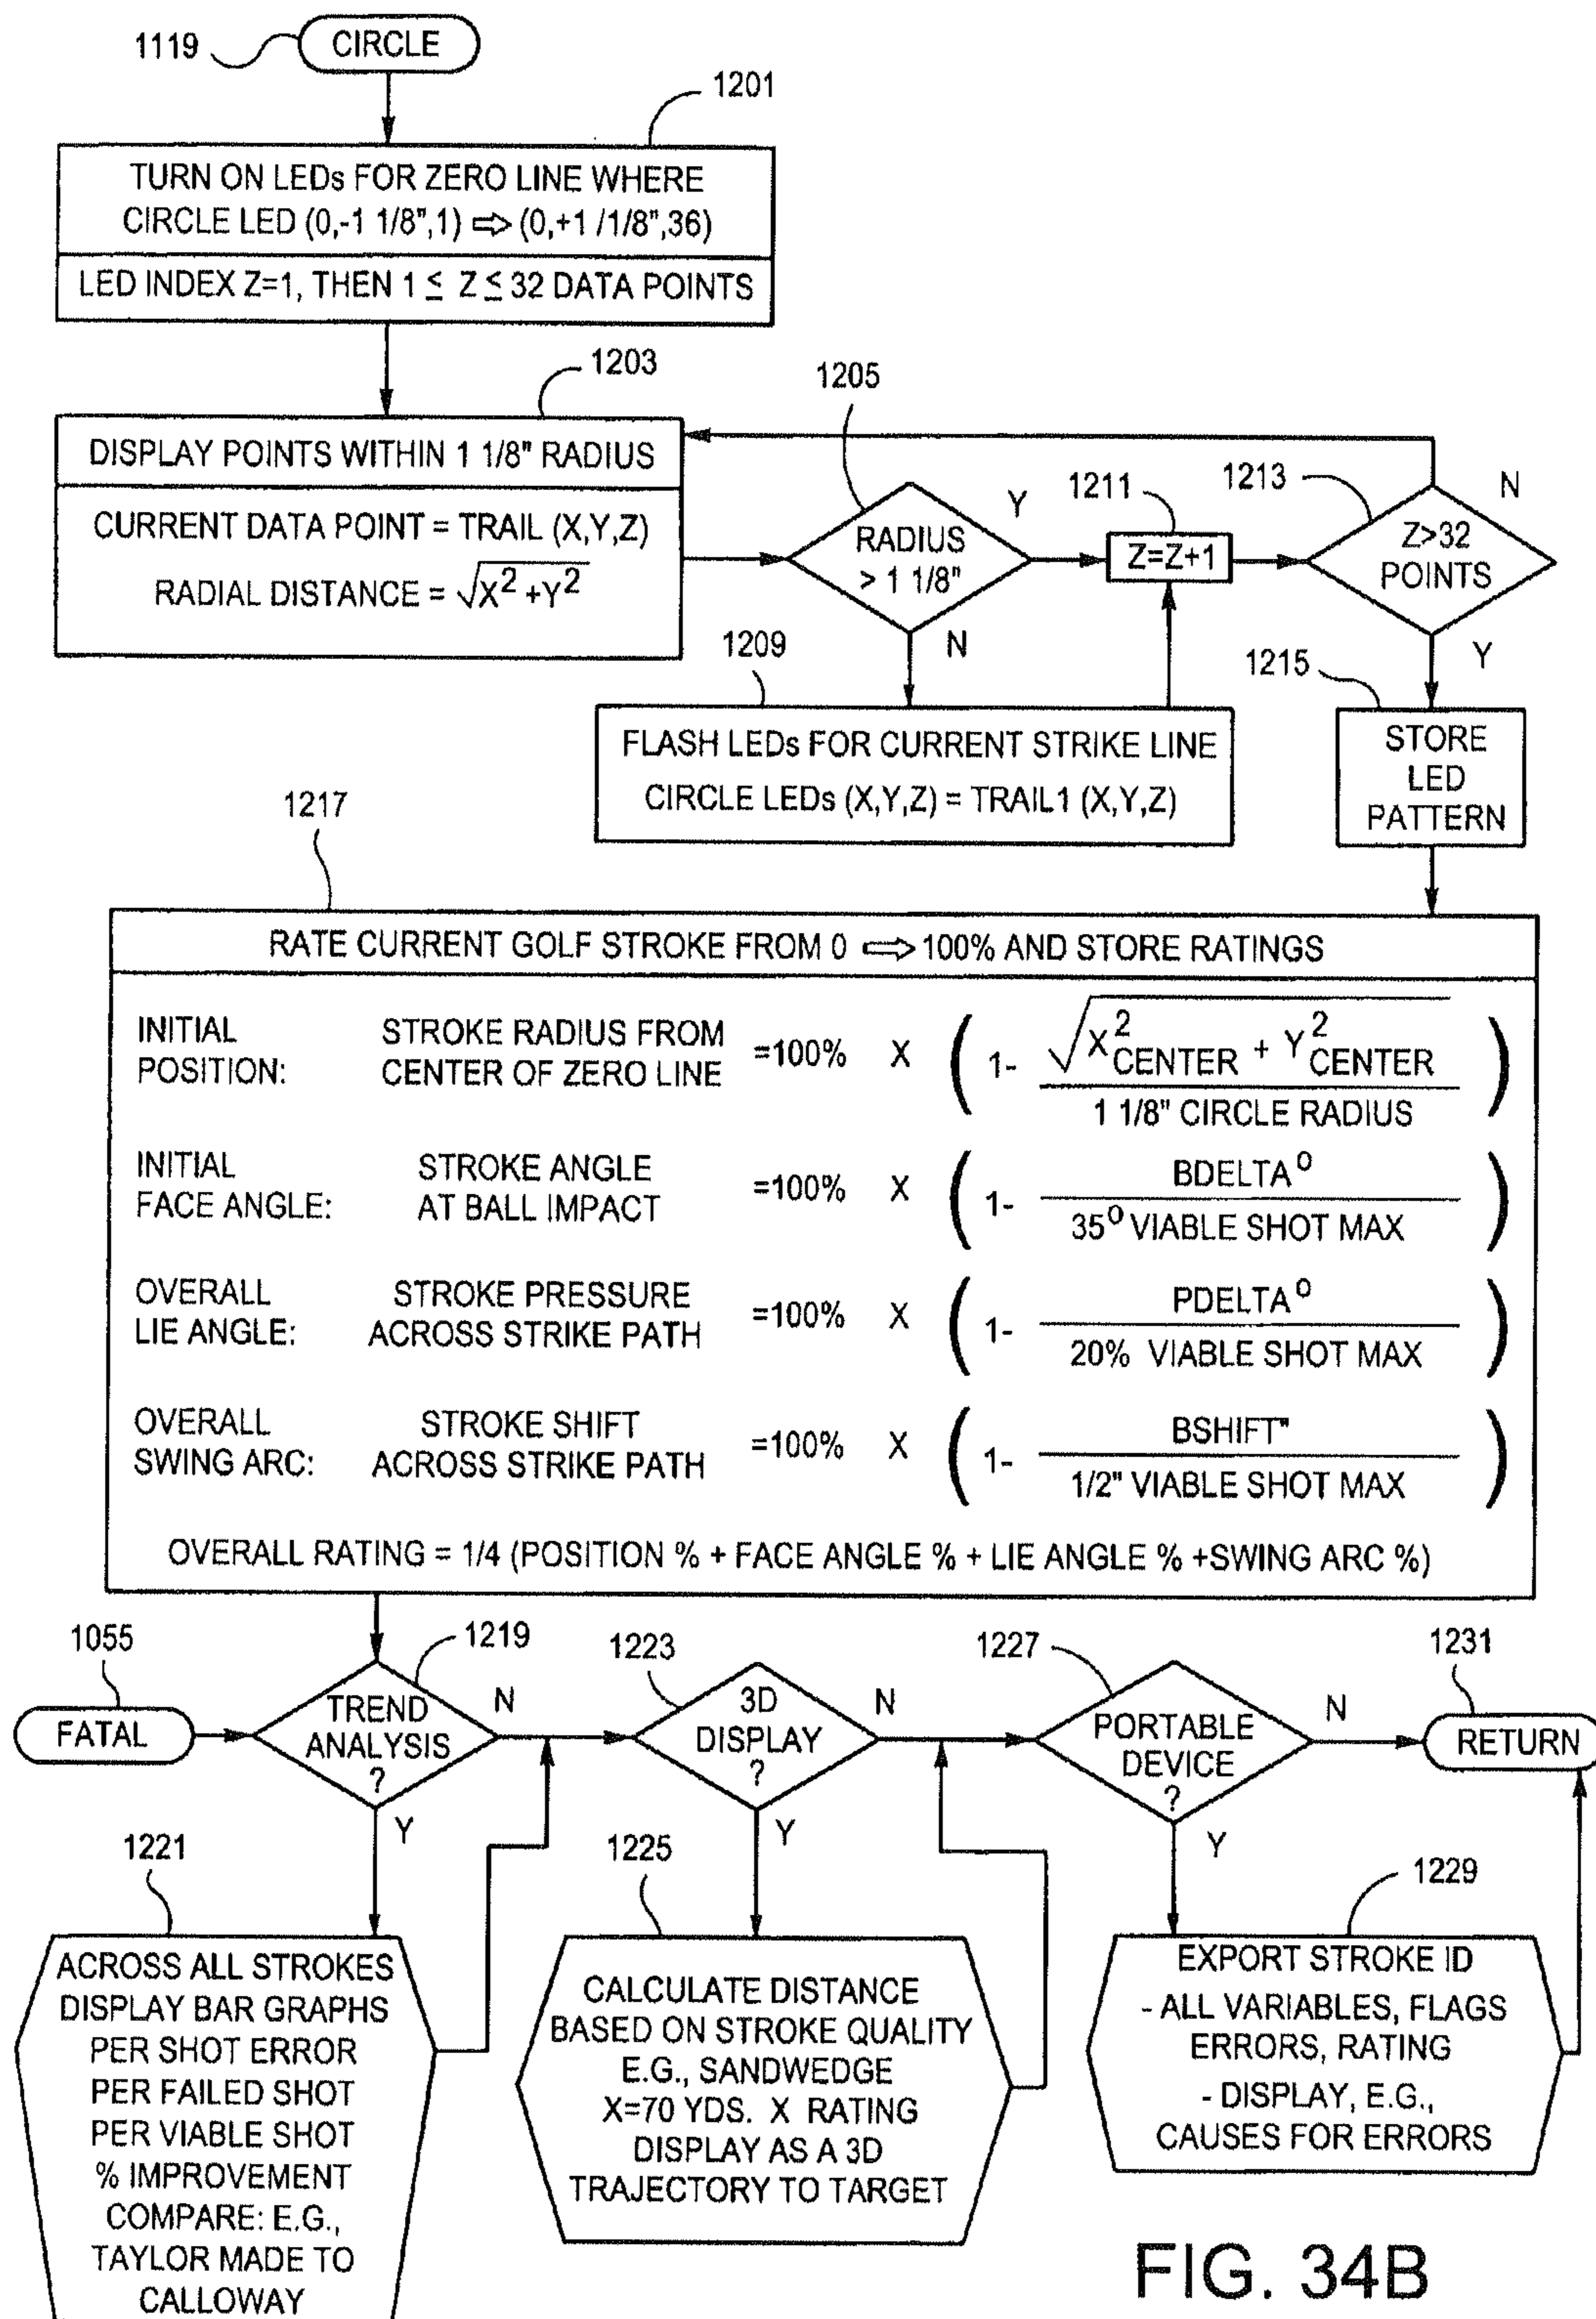 1119
CIRCLE
1201
TURN ON LEDs FOR ZERO LINE WHERE
CIRCLE LED (0,-1 1/8",1) ⇨ (0,+1 /1/8",36)
LED INDEX Z=1, THEN 1 ≤ Z ≤ 32 DATA POINTS
1203
DISPLAY POINTS WITHIN 1 1/8" RADIUS
CURRENT DATA POINT = TRAIL (X,Y,Z)
RADIAL DISTANCE = √X² +Y²
1205
RADIUS
> 1 1/8"
Y
N
1211
Z=Z+1
1213
Z>32
POINTS
N
Y
1209
FLASH LEDs FOR CURRENT STRIKE LINE
CIRCLE LEDs (X,Y,Z) = TRAIL1 (X,Y,Z)
1215
STORE
LED
PATTERN
1217
RATE CURRENT GOLF STROKE FROM 0 ⇨ 100% AND STORE RATINGS
INITIAL
POSITION:
STROKE RADIUS FROM
CENTER OF ZERO LINE
=100% X ( 1- √X²CENTER + Y²CENTER
1 1/8" CIRCLE RADIUS )
INITIAL
FACE ANGLE:
STROKE ANGLE
AT BALL IMPACT
=100% X ( 1- BDELTA°
35° VIABLE SHOT MAX )
OVERALL
LIE ANGLE:
STROKE PRESSURE
ACROSS STRIKE PATH
=100% X ( 1- PDELTA°
20% VIABLE SHOT MAX )
OVERALL
SWING ARC:
STROKE SHIFT
ACROSS STRIKE PATH
=100% X ( 1- BSHIFT"
1/2" VIABLE SHOT MAX )
OVERALL RATING = 1/4 (POSITION % + FACE ANGLE % + LIE ANGLE % +SWING ARC %)
1055
FATAL
1219
TREND
ANALYSIS
?
N
Y
1223
3D
DISPLAY
?
N
Y
1227
PORTABLE
DEVICE
?
N
Y
1231
RETURN
1221
ACROSS ALL STROKES
DISPLAY BAR GRAPHS
PER SHOT ERROR
PER FAILED SHOT
PER VIABLE SHOT
% IMPROVEMENT
COMPARE: E.G.,
TAYLOR MADE TO
CALLOWAY
1225
CALCULATE DISTANCE
BASED ON STROKE QUALITY
E.G., SANDWEDGE
X=70 YDS. X RATING
DISPLAY AS A 3D
TRAJECTORY TO TARGET
1229
EXPORT STROKE ID
- ALL VARIABLES, FLAGS
ERRORS, RATING
- DISPLAY, E.G.,
CAUSES FOR ERRORS
FIG. 34B